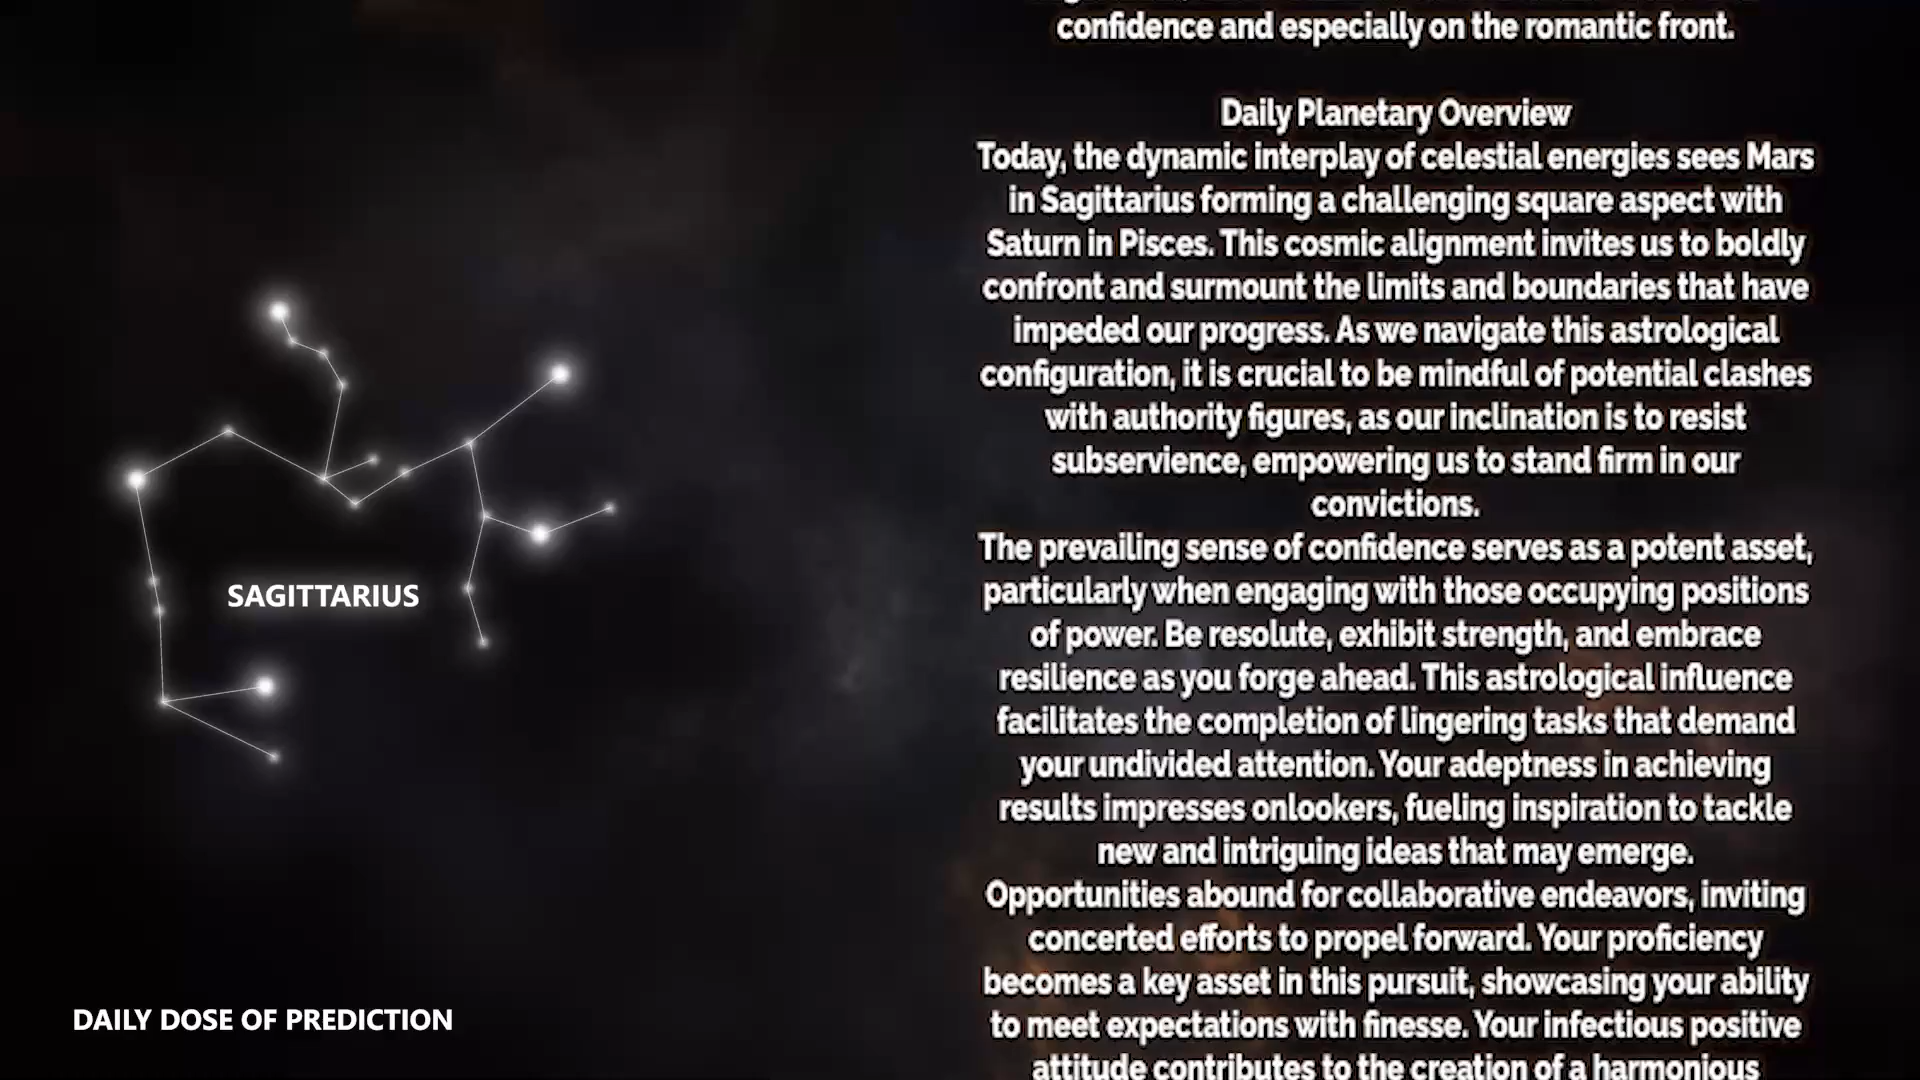 confidence and especially on the romantic front.
Daily Planetary Overview
Today, the dynamic interplay of celestial energies sees Mars
in Sagittarius forming a challenging square aspect with
Saturn in Pisces. This cosmic alignment invites us to boldly
confront and surmount the limits and boundaries that have
impeded our progress. As we navigate this astrological
configuration, it is crucial to be mindful of potential clashes
with authority figures, as our inclination is to resist
subservience, empowering us to stand firm in our
convictions.
The prevailing sense of confidence serves as a potent asset,
particularly when engaging with those occupying positions
of power. Be resolute, exhibit strength, and embrace
resilience as you forge ahead. This astrological influence
facilitates the completion of lingering tasks that demand
your undivided attention. Your adeptness in achieving
results impresses onlookers, fueling inspiration to tackle
new and intriguing ideas that may emerge.
Opportunities abound for collaborative endeavors, inviting
concerted efforts to propel forward. Your proficiency
becomes a key asset in this pursuit, showcasing your ability
to meet expectations with finesse. Your infectious positive
attitude contributes to the creation of a harmonious
SAGITTARIUS
DAILY DOSE OF PREDICTION